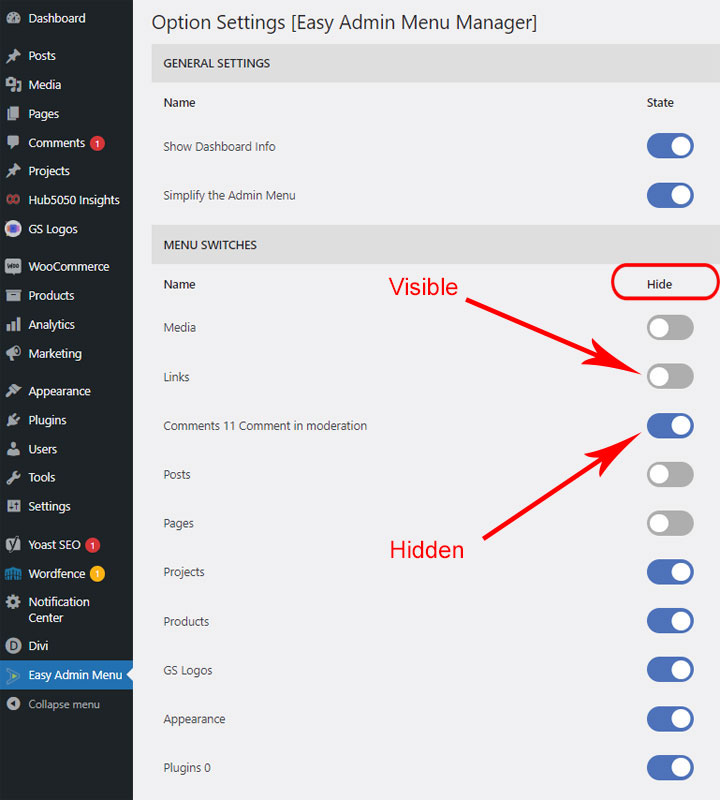 Dashboard
Posts
Media
Pages
Comments 1
Projects
Hub5050 Insights
GS Logos
WOO WooCommerce
Products
Analytics
Marketing
Appearance
Plugins
Users
Tools
Settings
Yoast SEO 1
Wordfence 1
Notification
Center
D Divi
Easy Admin Menu
Collapse menu
Option Settings [Easy Admin Menu Manager]
GENERAL SETTINGS
Name State
Show Dashboard Info
Simplify the Admin Menu
MENU SWITCHES
Name Hide
Visible
Media
Links
Comments 11 Comment in moderation
Posts
Pages
Hidden
Projects
Products
GS Logos
Appearance
Plugins 0